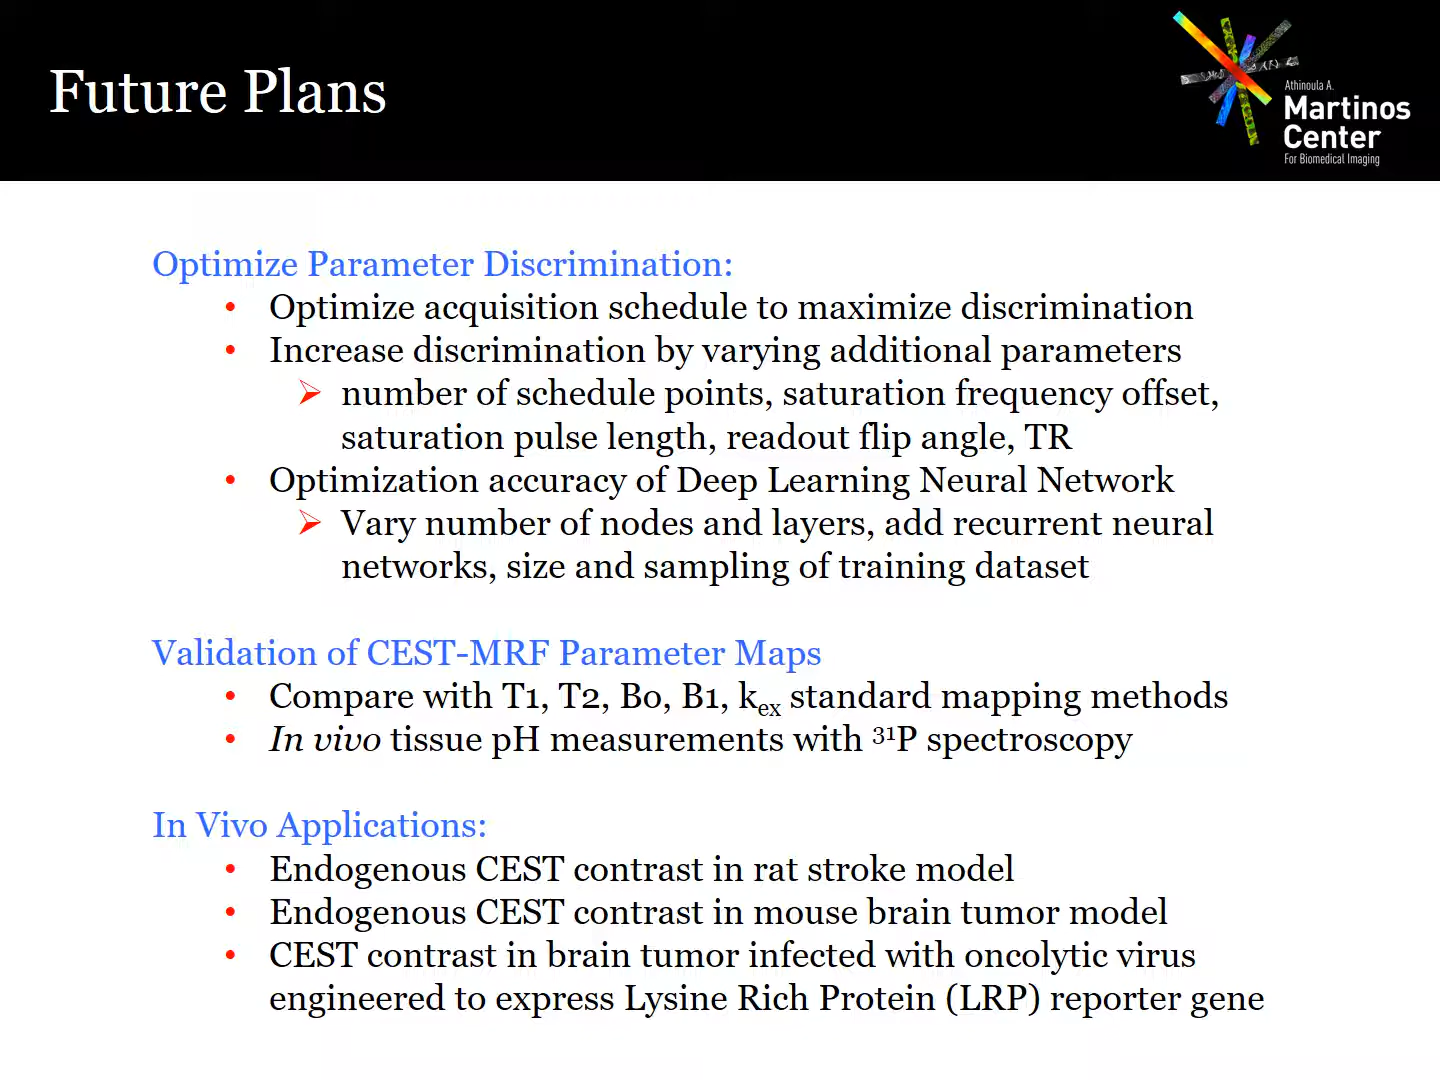 Future Plans
Athinoula A.
Martinos
Center
For Biomedical Imaging
Optimize Parameter Discrimination:
• Optimize acquisition schedule to maximize discrimination
• Increase discrimination by varying additional parameters
➢ number of schedule points, saturation frequency offset,
saturation pulse length, readout flip angle, TR
• Optimization accuracy of Deep Learning Neural Network
➢ Vary number of nodes and layers, add recurrent neural
networks, size and sampling of training dataset
Validation of CEST-MRF Parameter Maps
• Compare with T1, T2, B0, B1, kₑₓ standard mapping methods
• In vivo tissue pH measurements with ³¹P spectroscopy
In Vivo Applications:
• Endogenous CEST contrast in rat stroke model
• Endogenous CEST contrast in mouse brain tumor model
• CEST contrast in brain tumor infected with oncolytic virus
engineered to express Lysine Rich Protein (LRP) reporter gene